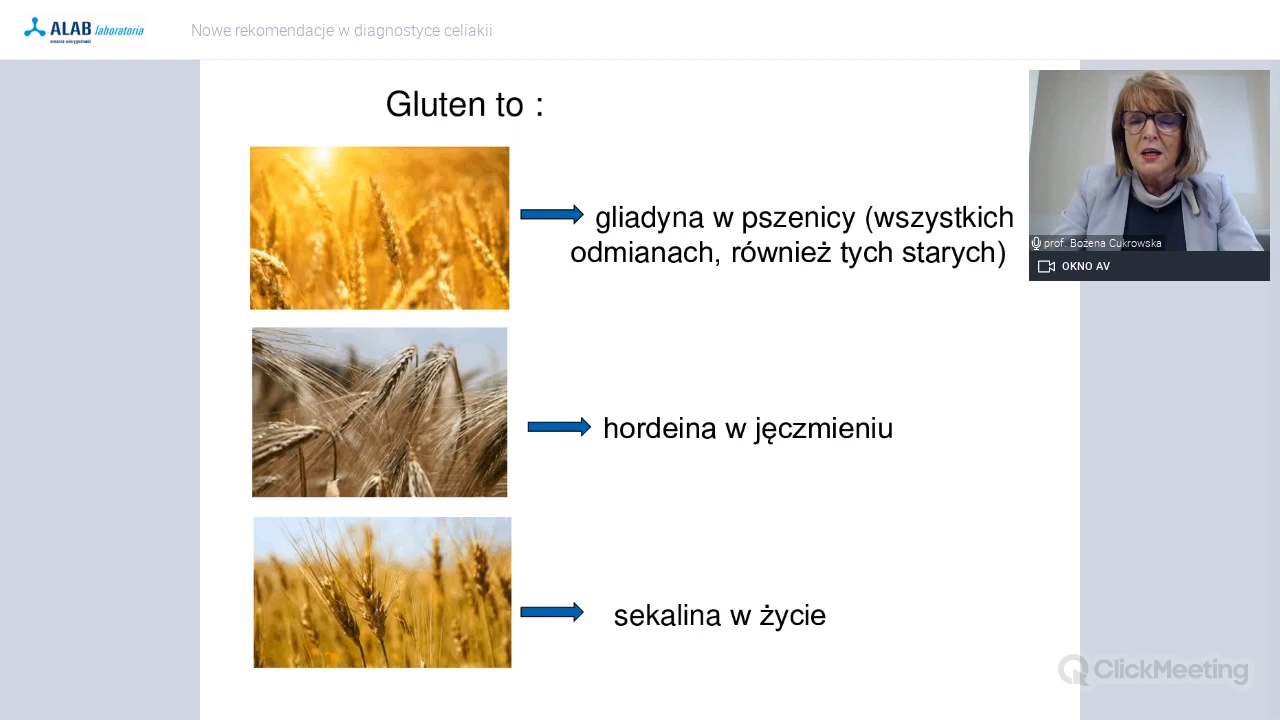 ALAB laboratoria
Nowe rekomendacje w diagnostyce celiakii
Gluten to :
gliadyna w pszenicy (wszystkich
odmianach, również tych starych)
prof. Bożena Cukrowska
OKNO AV
hordeina w jęczmieniu
sekalina w życie
ClickMeeting